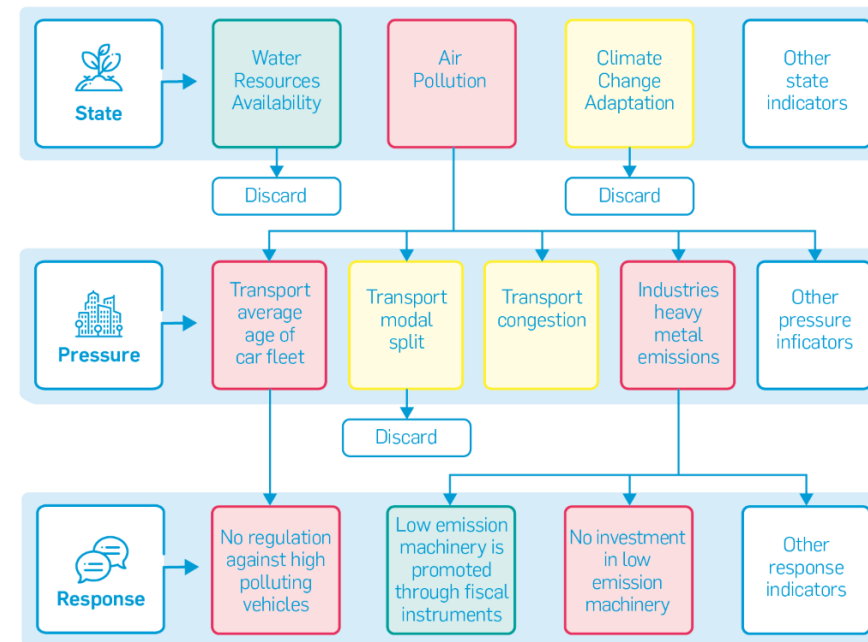 State
Water
Resources
Availability
Air
Pollution
Climate
Change
Adaptation
Other
state
indicators
Discard
Discard
Pressure
Transport
average
age of
car fleet
Transport
modal
split
Transport
congestion
Industries
heavy
metal
emissions
Other
pressure
inficators
Discard
Response
No regulation
against high
polluting
vehicles
Low emission
machinery is
promoted
through fiscal
instruments
No investment
in low
emission
machinery
Other
response
indicators